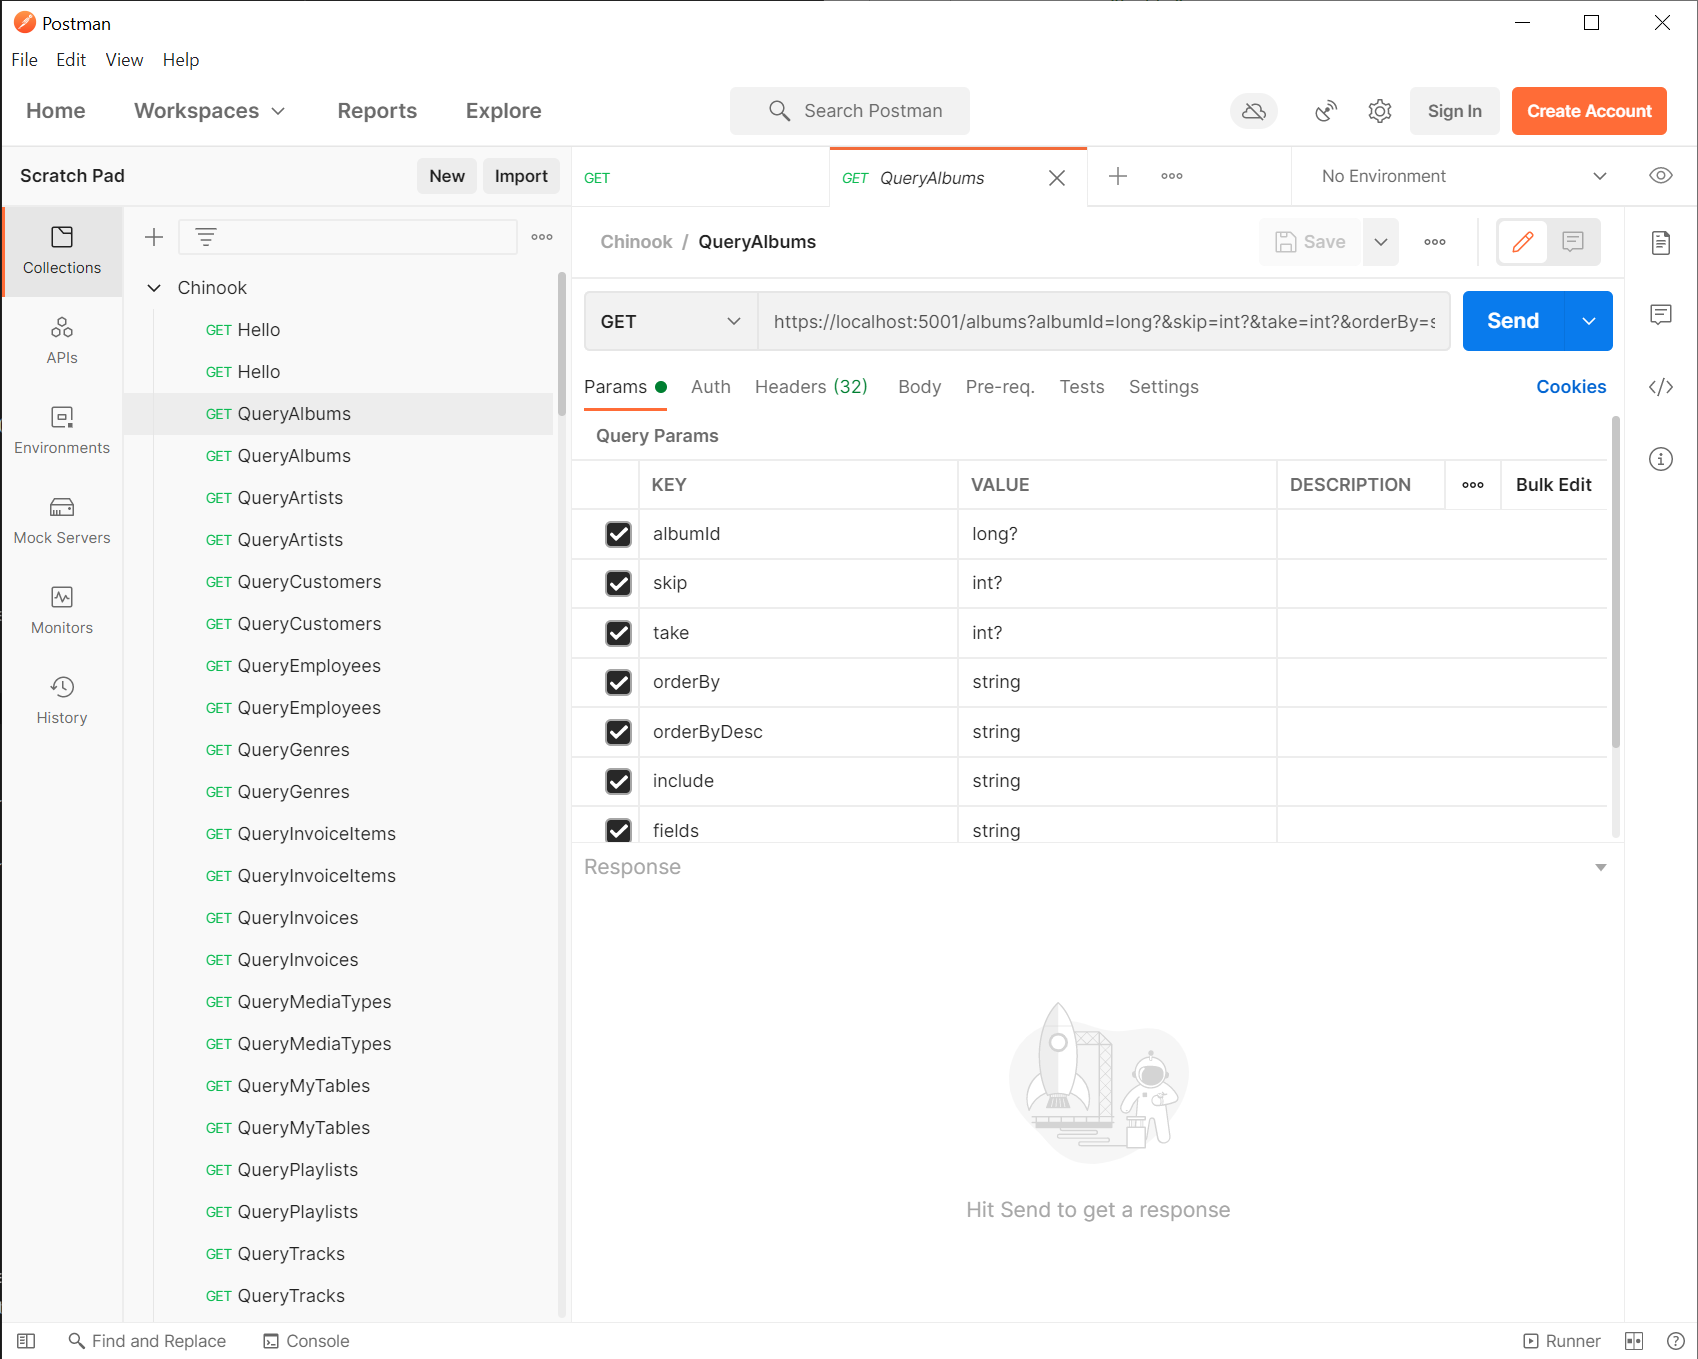 Postman
File Edit View Help
Home Workspaces Reports Explore Search Postman Sign In Create Account
Scratch Pad New Import GET GET QueryAlbums No Environment
Chinook / QueryAlbums Save
Collections
APIs
Environments
Mock Servers
Monitors
History
Chinook
GET Hello
GET Hello
GET QueryAlbums
GET QueryAlbums
GET QueryArtists
GET QueryArtists
GET QueryCustomers
GET QueryCustomers
GET QueryEmployees
GET QueryEmployees
GET QueryGenres
GET QueryGenres
GET QueryInvoiceItems
GET QueryInvoiceItems
GET QueryInvoices
GET QueryInvoices
GET QueryMediaTypes
GET QueryMediaTypes
GET QueryMyTables
GET QueryMyTables
GET QueryPlaylists
GET QueryPlaylists
GET QueryTracks
GET QueryTracks
GET https://localhost:5001/albums?albumId=long?&skip=int?&take=int?&orderBy=s Send
Params Auth Headers (32) Body Pre-req. Tests Settings Cookies
Query Params
KEY VALUE DESCRIPTION Bulk Edit
albumId long?
skip int?
take int?
orderBy string
orderByDesc string
include string
fields string
Response
Hit Send to get a response
Find and Replace Console Runner